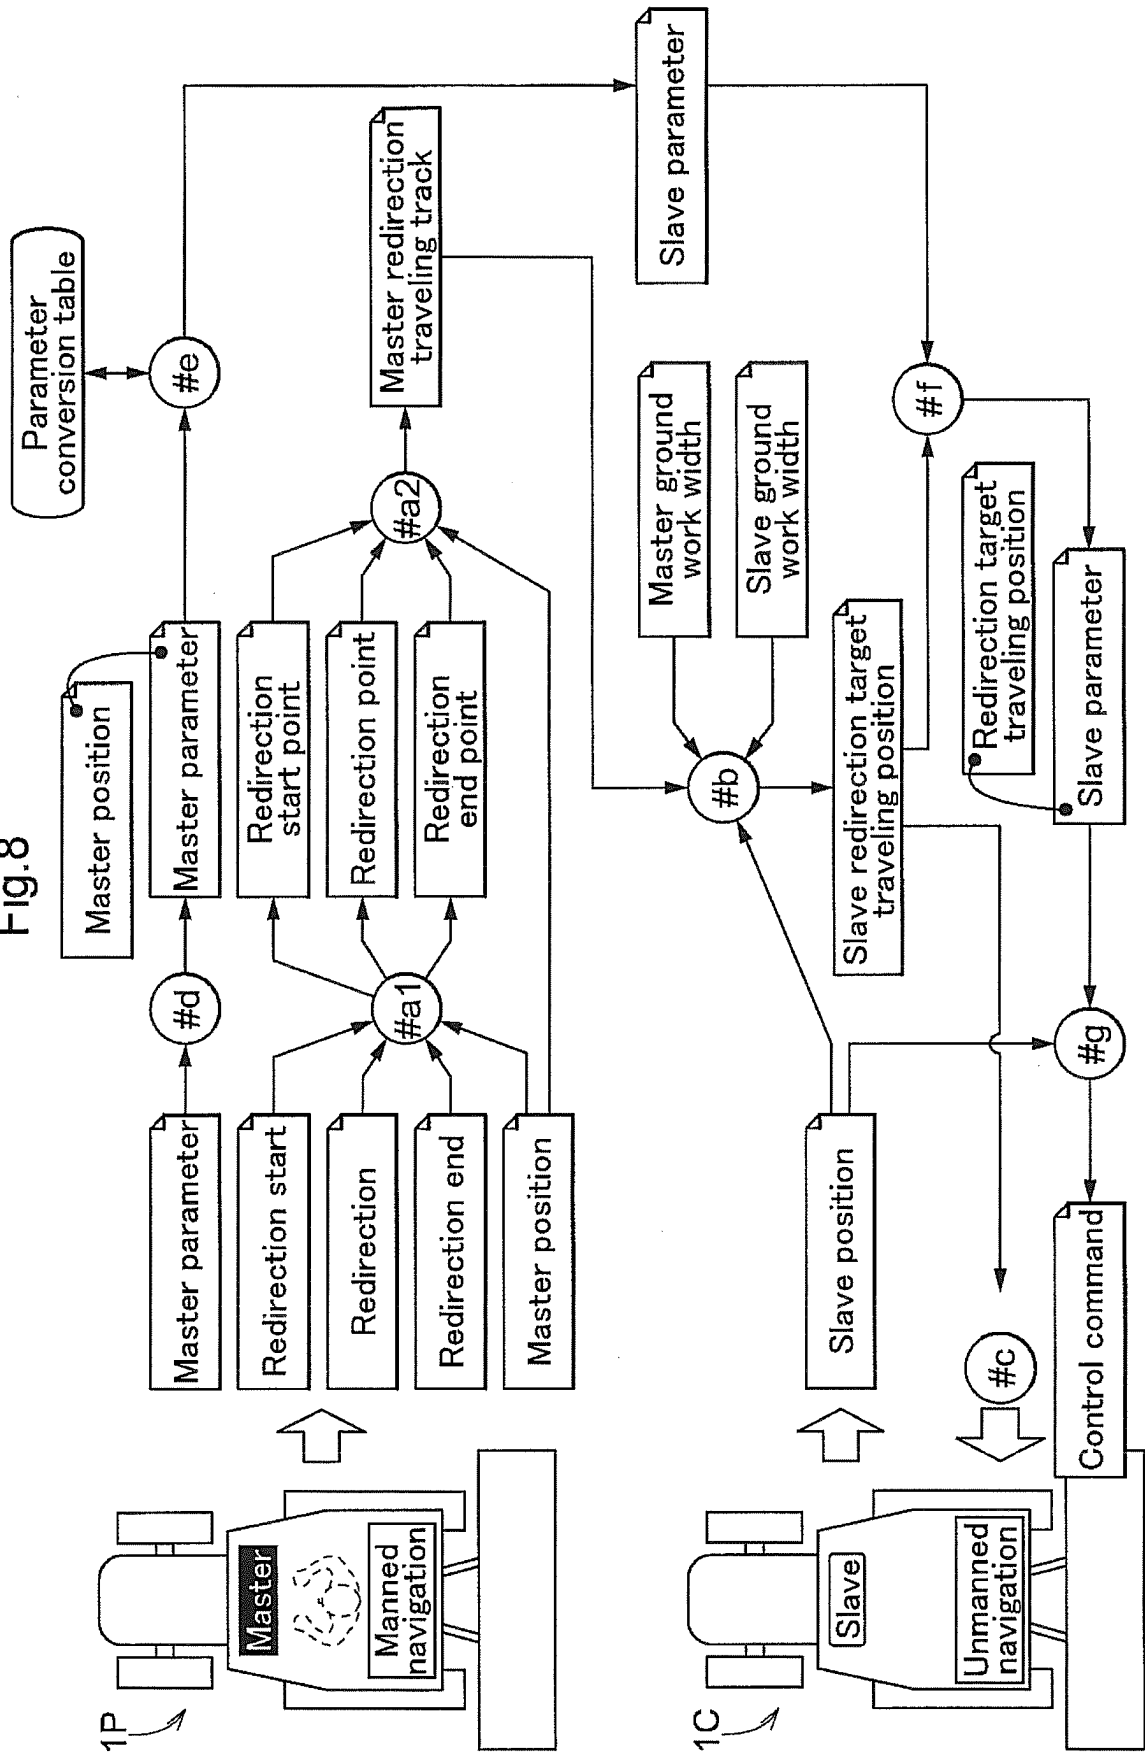 Fig.8
1P
Master
Manned
navigation
Master parameter
Redirection start
Redirection
Redirection end
Master position
#d
#a1
Master position
Master parameter
Redirection
start point
Redirection point
Redirection
end point
#a2
Parameter
conversion table
#e
Master redirection
traveling track
Slave parameter
1C
Slave
Unmanned
navigation
Slave position
#c
Control command
#g
#b
Master ground
work width
Slave ground
work width
Slave redirection target
traveling position
#f
Redirection target
traveling position
Slave parameter